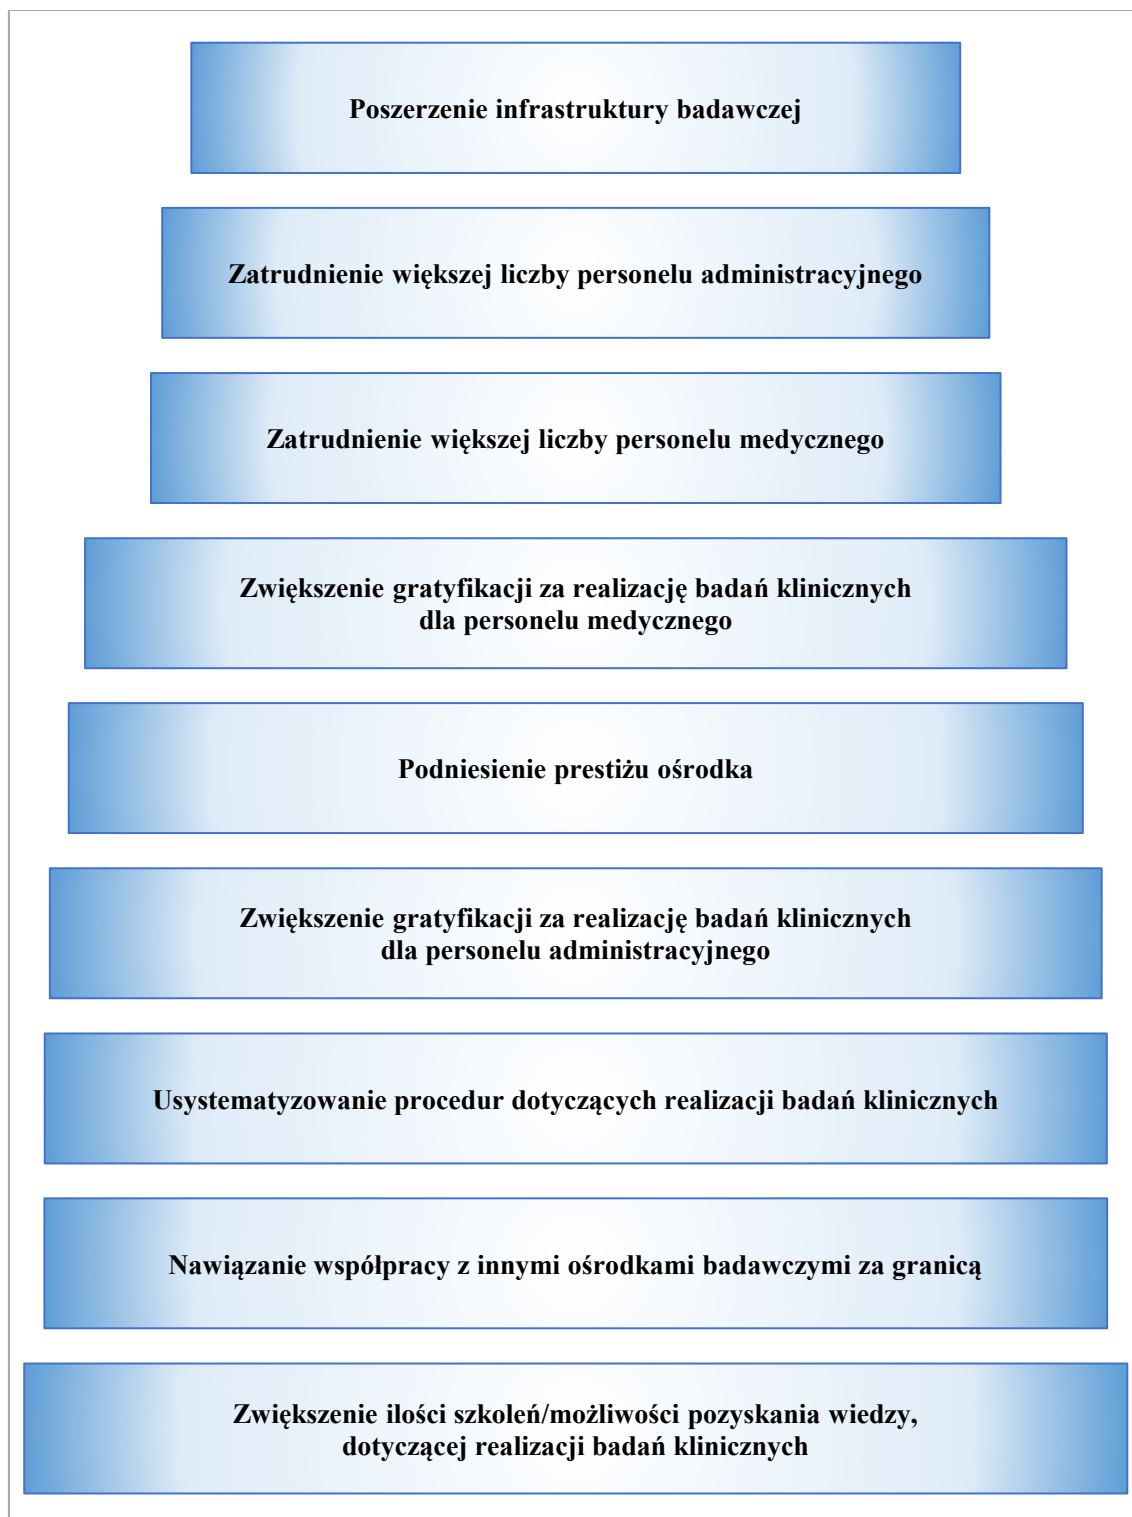 Poszerzenie infrastruktury badawczej
Zatrudnienie większej liczby personelu administracyjnego
Zatrudnienie większej liczby personelu medycznego
Zwiększenie gratyfikacji za realizację badań klinicznych
dla personelu medycznego
Podniesienie prestiżu ośrodka
Zwiększenie gratyfikacji za realizację badań klinicznych
dla personelu administracyjnego
Usystematyzowanie procedur dotyczących realizacji badań klinicznych
Nawiązanie współpracy z innymi ośrodkami badawczymi za granicą
Zwiększenie ilości szkoleń/możliwości pozyskania wiedzy,
dotyczącej realizacji badań klinicznych